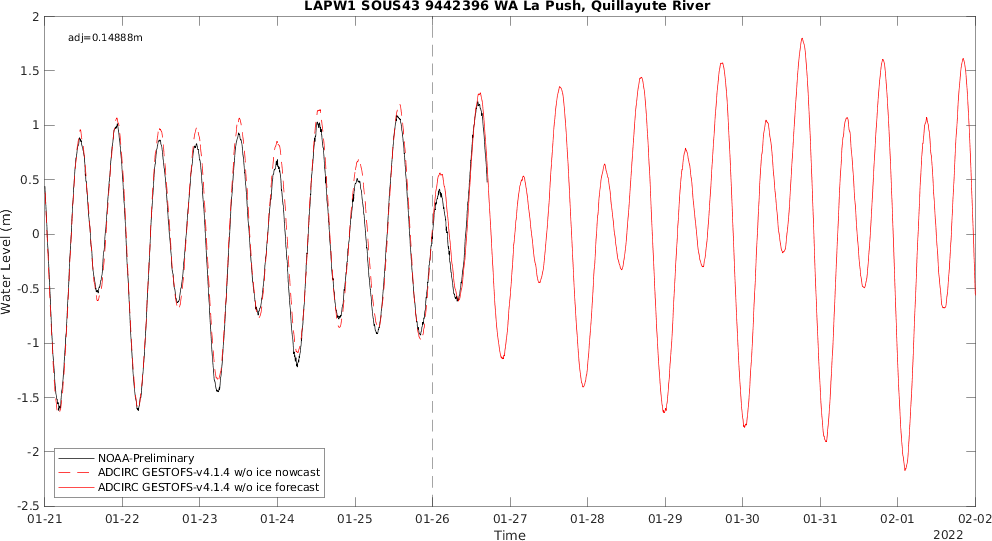 LAPW1 SOUS43 9442396 WA La Push, Quillayute River
adj=0.14888m
2
1.5
1
0.5
0
-0.5
-1
-1.5
-2
-2.5
Water Level (m)
NOAA-Preliminary
ADCIRC GESTOFS-v4.1.4 w/o ice nowcast
ADCIRC GESTOFS-v4.1.4 w/o ice forecast
01-21 01-22 01-23 01-24 01-25 01-26 01-27 01-28 01-29 01-30 01-31 02-01 02-02
Time
2022